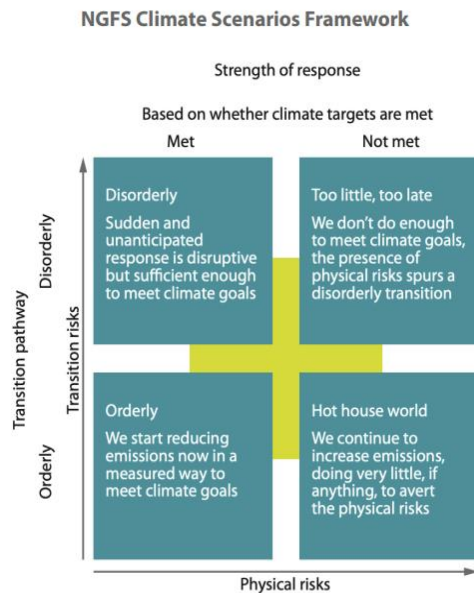 NGFS Climate Scenarios Framework
Strength of response
Based on whether climate targets are met
Met
Not met
Transition pathway
Disorderly
Orderly
Transition risks
Disorderly
Sudden and
unanticipated
response is disruptive
but sufficient enough
to meet climate goals
Too little, too late
We don’t do enough
to meet climate goals,
the presence of
physical risks spurs a
disorderly transition
Orderly
We start reducing
emissions now in a
measured way to
meet climate goals
Hot house world
We continue to
increase emissions,
doing very little, if
anything, to avert
the physical risks
Physical risks